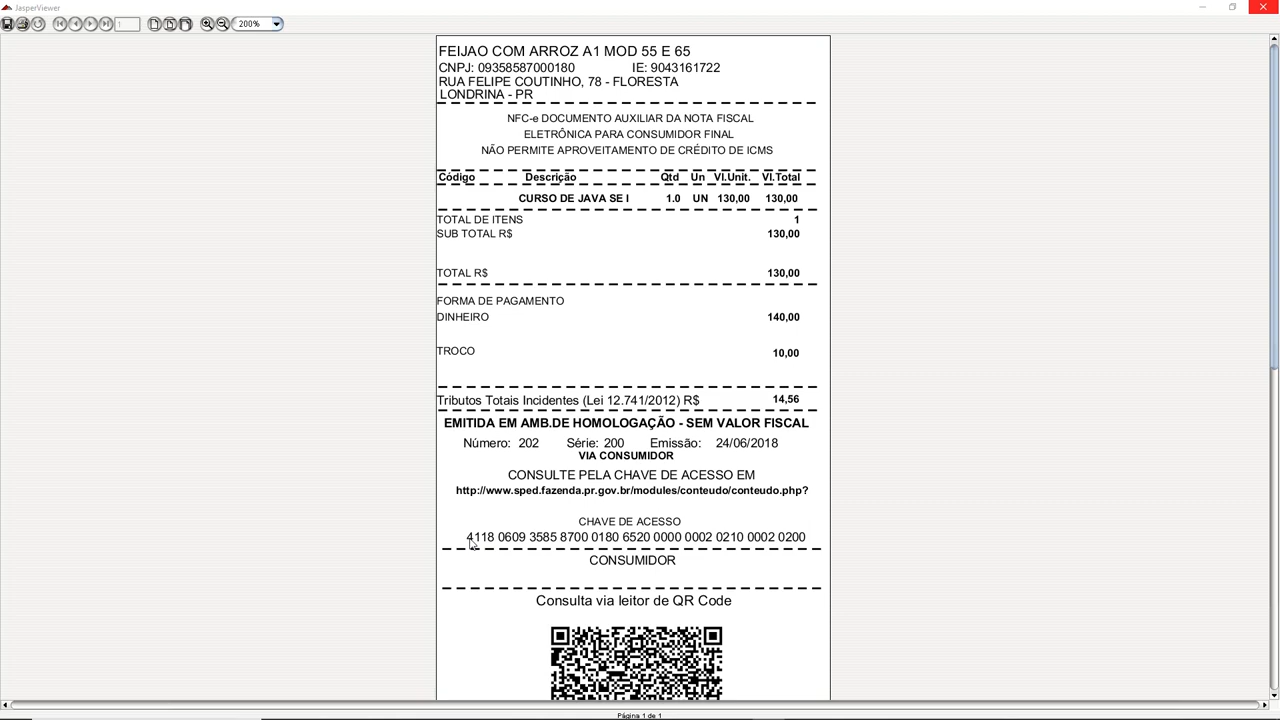 JasperViewer
1
200%
FEIJAO COM ARROZ A1 MOD 55 E 65
CNPJ: 09358587000180 IE: 9043161722
RUA FELIPE COUTINHO, 78 - FLORESTA
LONDRINA - PR
NFC-e DOCUMENTO AUXILIAR DA NOTA FISCAL
ELETRÔNICA PARA CONSUMIDOR FINAL
NÃO PERMITE APROVEITAMENTO DE CRÉDITO DE ICMS
Código Descrição Qtd Un Vl.Unit. Vl.Total
CURSO DE JAVA SE I 1.0 UN 130,00 130,00
TOTAL DE ITENS 1
SUB TOTAL R$ 130,00
TOTAL R$ 130,00
FORMA DE PAGAMENTO
DINHEIRO 140,00
TROCO 10,00
Tributos Totais Incidentes (Lei 12.741/2012) R$ 14,56
EMITIDA EM AMB.DE HOMOLOGAÇÃO - SEM VALOR FISCAL
Número: 202 Série: 200 Emissão: 24/06/2018
VIA CONSUMIDOR
CONSULTE PELA CHAVE DE ACESSO EM
http://www.sped.fazenda.pr.gov.br/modules/conteudo/conteudo.php?
CHAVE DE ACESSO
4118 0609 3585 8700 0180 6520 0000 0002 0210 0002 0200
CONSUMIDOR
Consulta via leitor de QR Code
Página 1 de 1